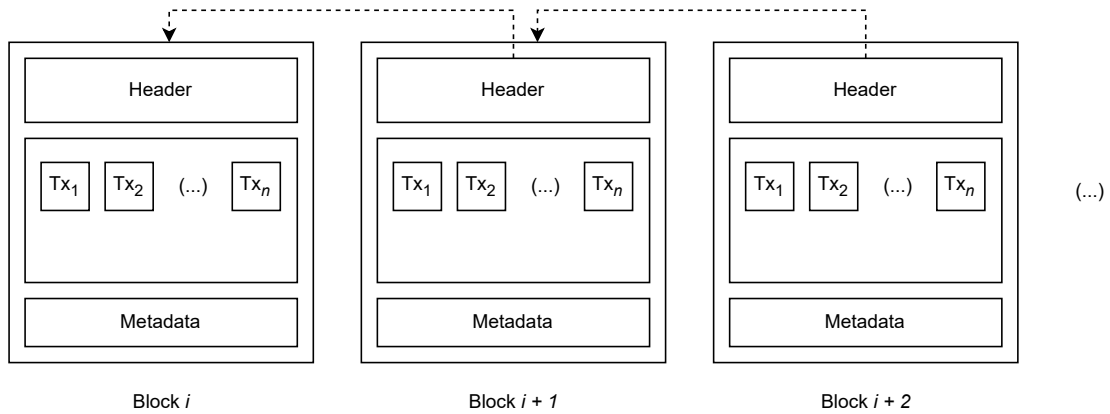 Header Header Header
Tx₁ Tx₂ (...) Txₙ Tx₁ Tx₂ (...) Txₙ Tx₁ Tx₂ (...) Txₙ (...)
Metadata Metadata Metadata
Block i Block i + 1 Block i + 2